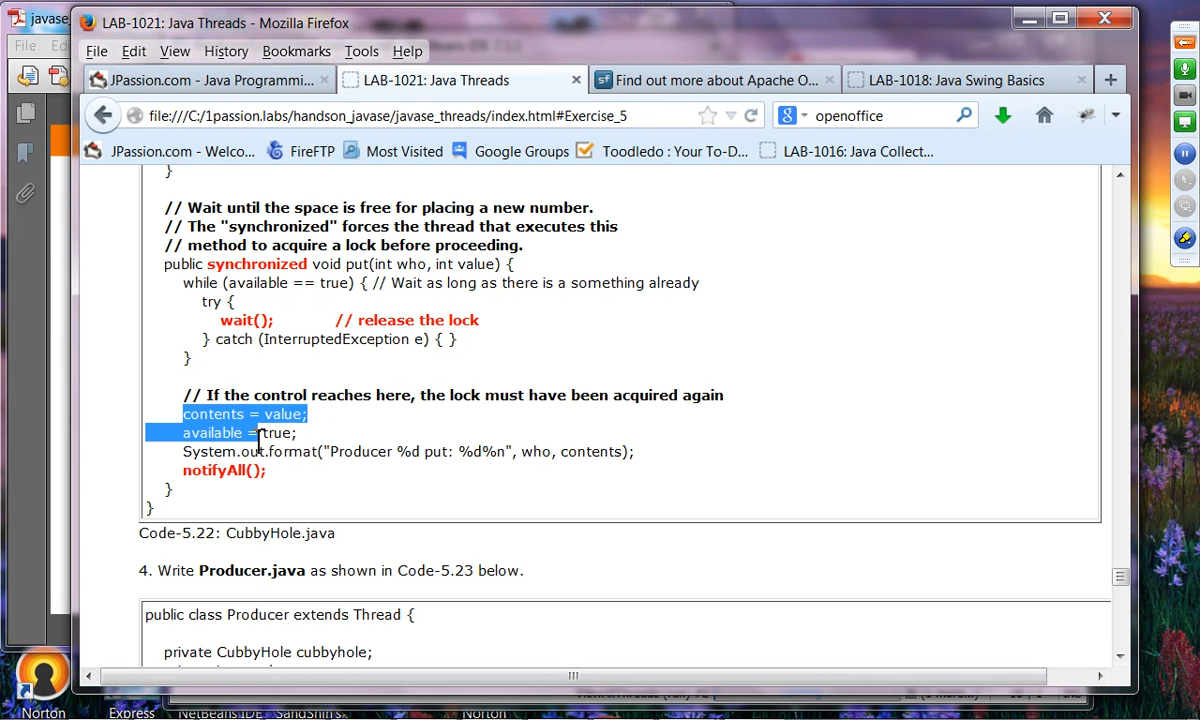 javase
LAB-1021: Java Threads - Mozilla Firefox
File Edit View History Bookmarks Tools Help
JPassion.com - Java Programmi...
LAB-1021: Java Threads
Find out more about Apache O...
LAB-1018: Java Swing Basics
file:///C:/1passion.labs/handson_javase/javase_threads/index.html#Exercise_5
openoffice
JPassion.com - Welco... FireFTP Most Visited Google Groups Toodledo : Your To-D... LAB-1016: Java Collect...
}
// Wait until the space is free for placing a new number.
// The "synchronized" forces the thread that executes this
// method to acquire a lock before proceeding.
public synchronized void put(int who, int value) {
while (available == true) { // Wait as long as there is a something already
try {
wait(); // release the lock
} catch (InterruptedException e) { }
}
// If the control reaches here, the lock must have been acquired again
contents = value;
available = true;
System.out.format("Producer %d put: %d%n", who, contents);
notifyAll();
}
}
Code-5.22: CubbyHole.java
4. Write Producer.java as shown in Code-5.23 below.
public class Producer extends Thread {
private CubbyHole cubbyhole;
Norton
Express
NetBeans IDE
Norton